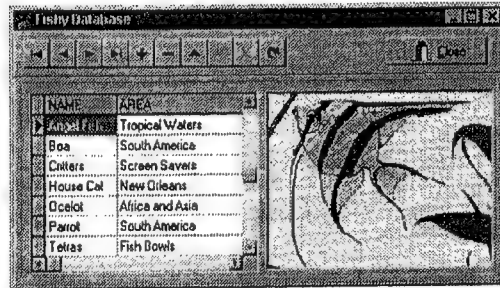 Fishy Database
Close
NAME AREA
Angel Fish Tropical Waters
Boa South America
Critters Screen Savers
House Cat New Orleans
Ocelot Africa and Asia
Parrot South America
Tetras Fish Bowls